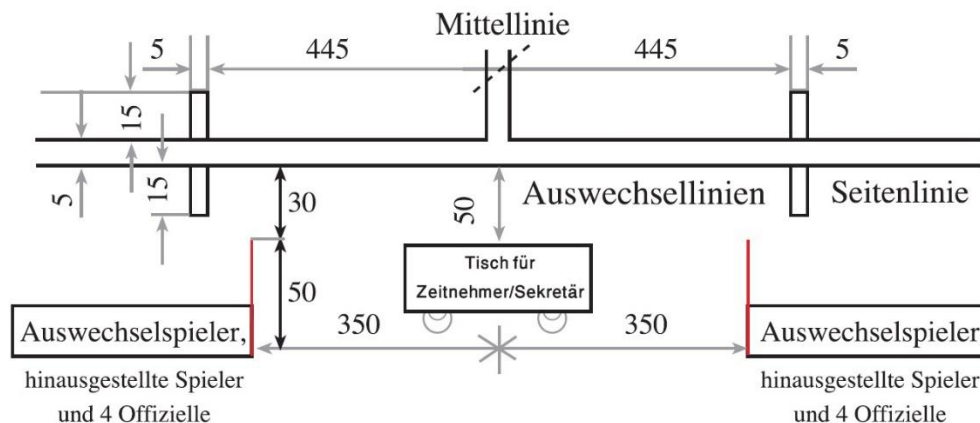 Mittellinie
5 445 445 5
15
5
15
30
50
Auswechsellinien Seitenlinie
Tisch für
Zeitnehmer/Sekretär
50
350 350
Auswechselspieler, Auswechselspieler
hinausgestellte Spieler hinausgestellte Spieler
und 4 Offizielle und 4 Offizielle